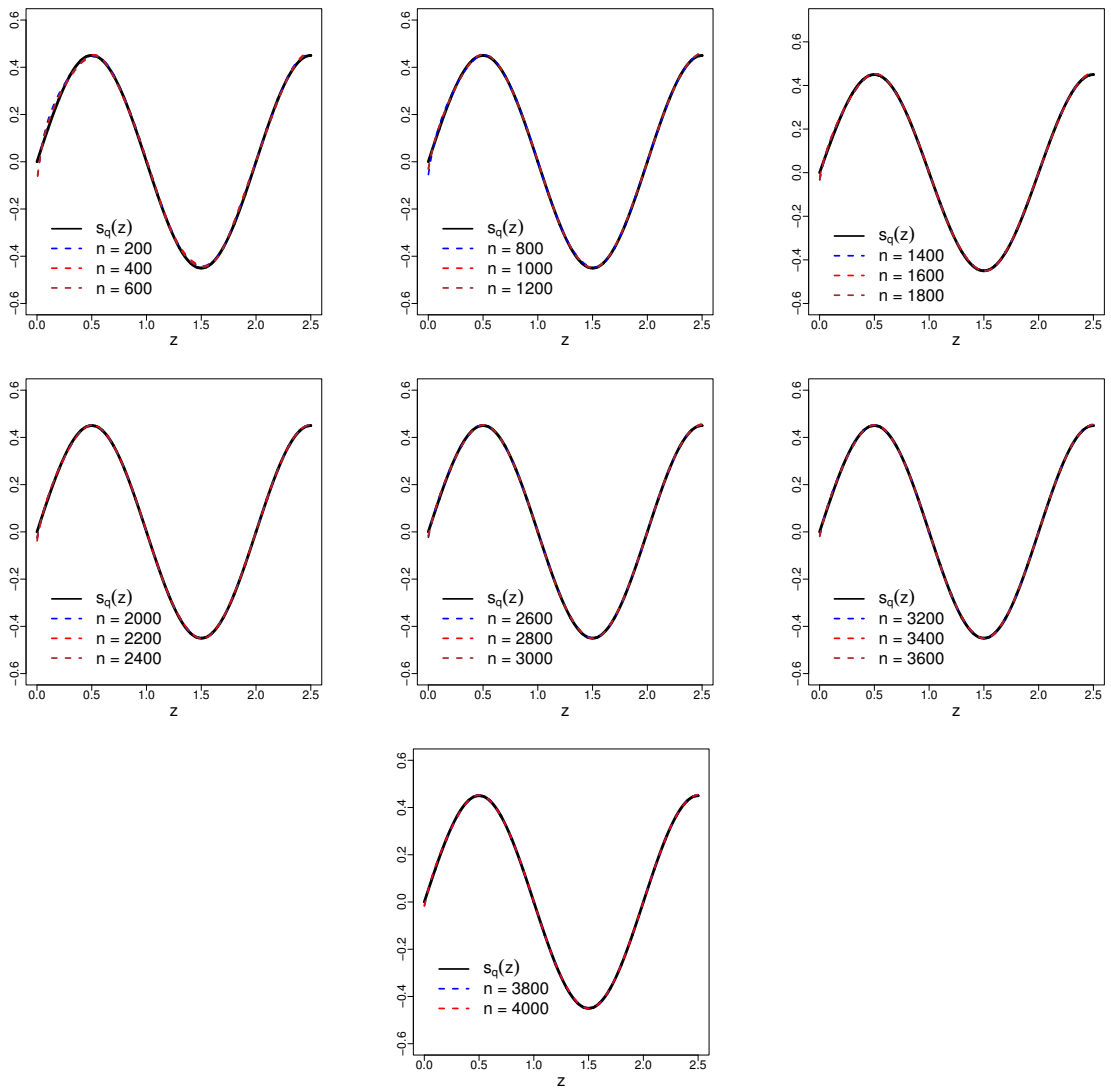 0.6
0.4
0.2
0.0
−0.2
−0.4
−0.6
s_q(z)
n = 200
n = 400
n = 600
0.0 0.5 1.0 1.5 2.0 2.5
z
0.6
0.4
0.2
0.0
−0.2
−0.4
−0.6
s_q(z)
n = 800
n = 1000
n = 1200
0.0 0.5 1.0 1.5 2.0 2.5
z
0.6
0.4
0.2
0.0
−0.2
−0.4
−0.6
s_q(z)
n = 1400
n = 1600
n = 1800
0.0 0.5 1.0 1.5 2.0 2.5
z
0.6
0.4
0.2
0.0
−0.2
−0.4
−0.6
s_q(z)
n = 2000
n = 2200
n = 2400
0.0 0.5 1.0 1.5 2.0 2.5
z
0.6
0.4
0.2
0.0
−0.2
−0.4
−0.6
s_q(z)
n = 2600
n = 2800
n = 3000
0.0 0.5 1.0 1.5 2.0 2.5
z
0.6
0.4
0.2
0.0
−0.2
−0.4
−0.6
s_q(z)
n = 3200
n = 3400
n = 3600
0.0 0.5 1.0 1.5 2.0 2.5
z
0.6
0.4
0.2
0.0
−0.2
−0.4
−0.6
s_q(z)
n = 3800
n = 4000
0.0 0.5 1.0 1.5 2.0 2.5
z